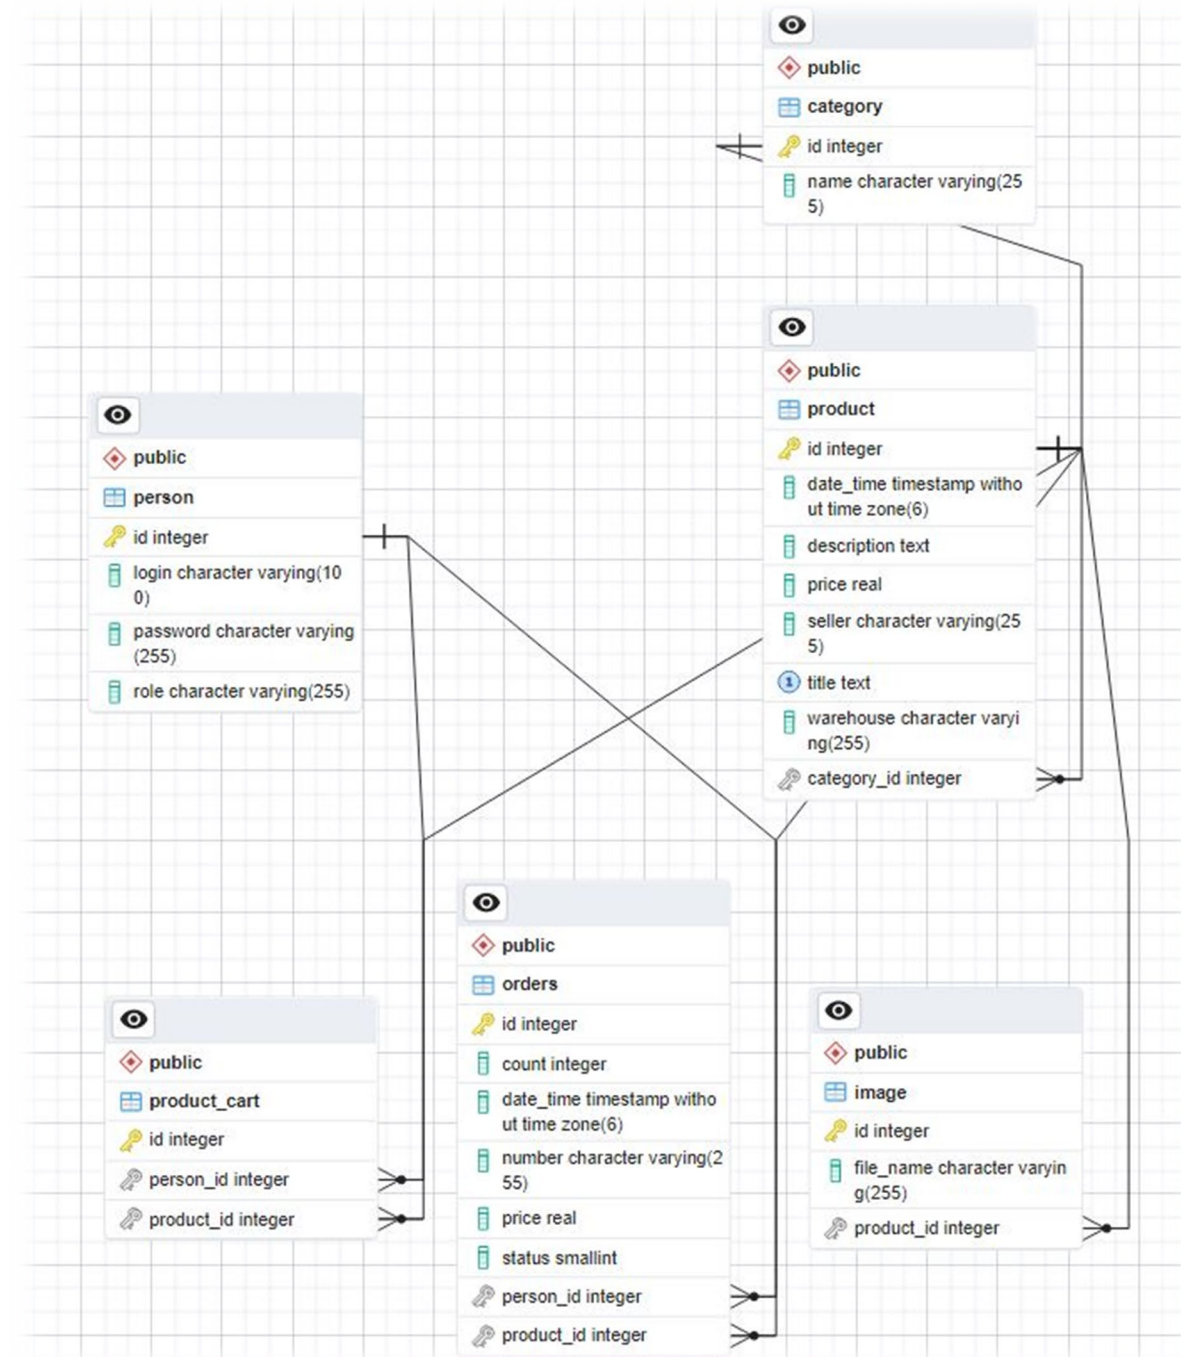 public
category
id integer
name character varying(25
5)
public
product
id integer
date_time timestamp witho
ut time zone(6)
description text
price real
seller character varying(25
5)
1 title text
warehouse character varyi
ng(255)
category_id integer
public
person
id integer
login character varying(10
0)
password character varying
(255)
role character varying(255)
public
product_cart
id integer
person_id integer
product_id integer
public
orders
id integer
count integer
date_time timestamp witho
ut time zone(6)
number character varying(2
55)
price real
status smallint
person_id integer
product_id integer
public
image
id integer
file_name character varyin
g(255)
product_id integer